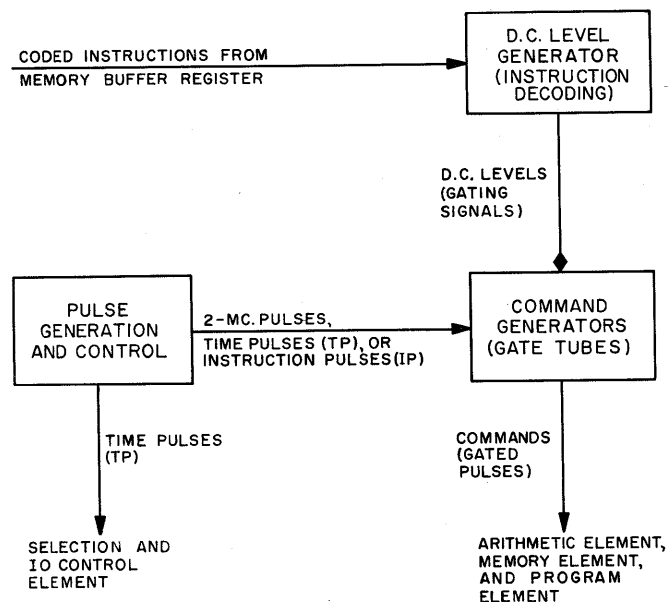 CODED INSTRUCTIONS FROM
MEMORY BUFFER REGISTER
D.C. LEVEL
GENERATOR
(INSTRUCTION
DECODING)
D.C. LEVELS
(GATING
SIGNALS)
PULSE
GENERATION
AND CONTROL
2-MC. PULSES,
TIME PULSES (TP), OR
INSTRUCTION PULSES(IP)
COMMAND
GENERATORS
(GATE TUBES)
TIME PULSES
(TP)
COMMANDS
(GATED
PULSES)
SELECTION AND
IO CONTROL
ELEMENT
ARITHMETIC ELEMENT,
MEMORY ELEMENT,
AND PROGRAM
ELEMENT